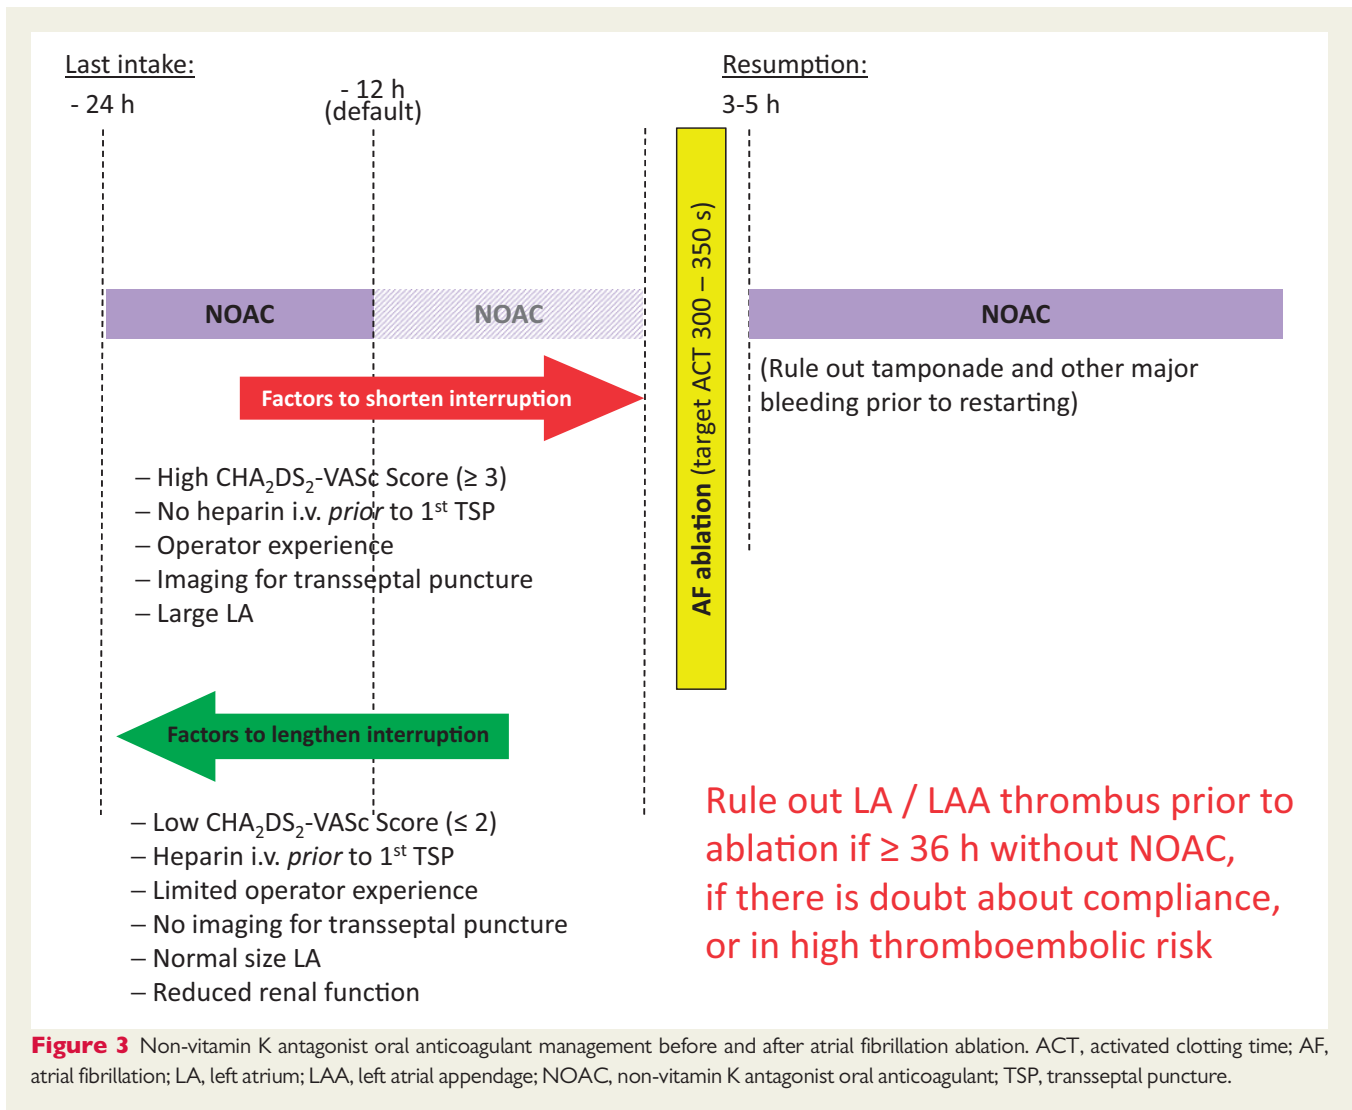 Last intake:
- 24 h
- 12 h
(default)
Resumption:
3-5 h
NOAC
NOAC
AF ablation (target ACT 300 – 350 s)
NOAC
(Rule out tamponade and other major
bleeding prior to restarting)
Factors to shorten interruption
– High CHA₂DS₂-VASc Score (≥ 3)
– No heparin i.v. prior to 1ˢᵗ TSP
– Operator experience
– Imaging for transseptal puncture
– Large LA
Factors to lengthen interruption
– Low CHA₂DS₂-VASc Score (≤ 2)
– Heparin i.v. prior to 1ˢᵗ TSP
– Limited operator experience
– No imaging for transseptal puncture
– Normal size LA
– Reduced renal function
Rule out LA / LAA thrombus prior to
ablation if ≥ 36 h without NOAC,
if there is doubt about compliance,
or in high thromboembolic risk
Figure 3 Non-vitamin K antagonist oral anticoagulant management before and after atrial fibrillation ablation. ACT, activated clotting time; AF,
atrial fibrillation; LA, left atrium; LAA, left atrial appendage; NOAC, non-vitamin K antagonist oral anticoagulant; TSP, transseptal puncture.